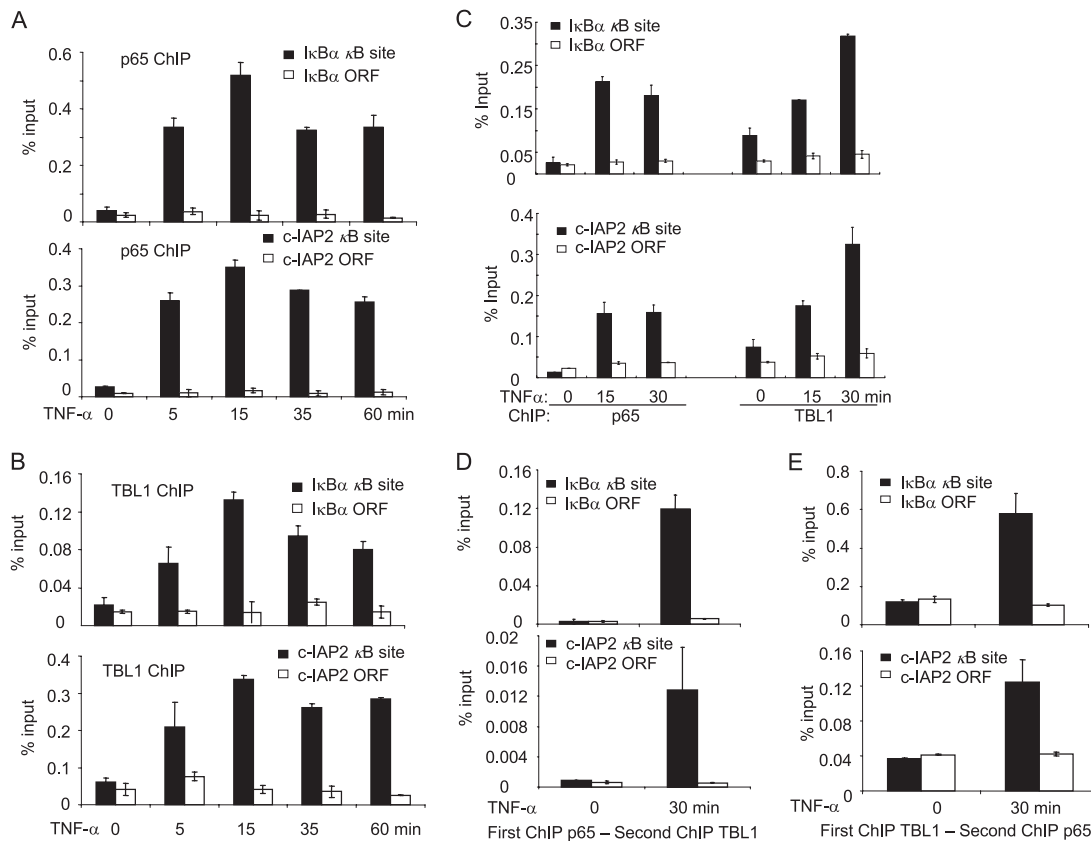 A
p65 ChIP
IκBα κB site
IκBα ORF
% input
0.6
0.4
0.2
0
p65 ChIP
c-IAP2 κB site
c-IAP2 ORF
% input
0.4
0.3
0.2
0.1
0
TNF-α 0 5 15 35 60 min
B
TBL1 ChIP
IκBα κB site
IκBα ORF
% input
0.16
0.12
0.08
0.04
0
TBL1 ChIP
c-IAP2 κB site
c-IAP2 ORF
% input
0.4
0.3
0.2
0.1
0
TNF-α 0 5 15 35 60 min
C
IκBα κB site
IκBα ORF
% Input
0.35
0.25
0.15
0.05
0
c-IAP2 κB site
c-IAP2 ORF
% Input
0.4
0.3
0.2
0.1
0
TNFα: 0 15 30 0 15 30 min
ChIP: p65 TBL1
D
IκBα κB site
IκBα ORF
% input
0.16
0.12
0.08
0.04
0
c-IAP2 κB site
c-IAP2 ORF
% input
0.02
0.016
0.012
0.008
0.004
0
TNF-α 0 30 min
First ChIP p65 – Second ChIP TBL1
E
IκBα κB site
IκBα ORF
% input
0.8
0.6
0.4
0.2
0
c-IAP2 κB site
c-IAP2 ORF
% input
0.16
0.12
0.08
0.04
0
TNF-α 0 30 min
First ChIP TBL1 – Second ChIP p65